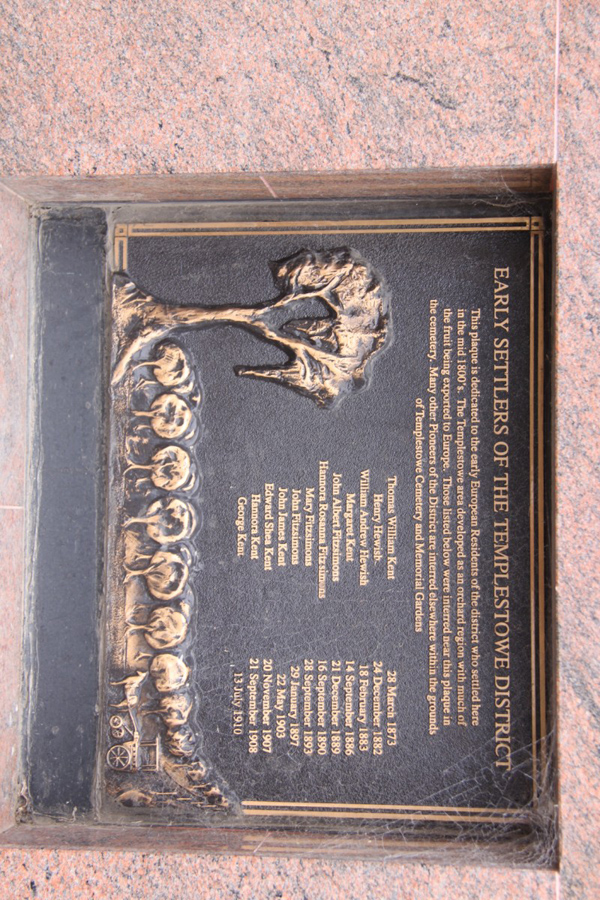 EARLY SETTLERS OF THE TEMPLESTOWE DISTRICT
This plaque is dedicated to the early European Residents of the district who settled here
in the mid 1800's. The Templestowe area developed as an orchard region with much of
the fruit being exported to Europe. Those listed below were interred near this plaque in
the cemetery. Many other Pioneers of the District are interred elsewhere within the grounds
of Templestowe Cemetery and Memorial Gardens
Thomas William Kent 28 March 1873
Henry Hewish 24 December 1882
William Andrew Hewish 18 February 1883
Margaret Kent 14 September 1886
John Alfred Fitzsimons 21 December 1889
Hannora Rosanna Fitzsimons 16 September 1890
Mary Fitzsimons 28 September 1893
John Fitzsimons 29 January 1897
John James Kent 22 May 1903
Edward Shea Kent 20 November 1907
Hannora Kent 21 September 1908
George Kent 13 July 1910